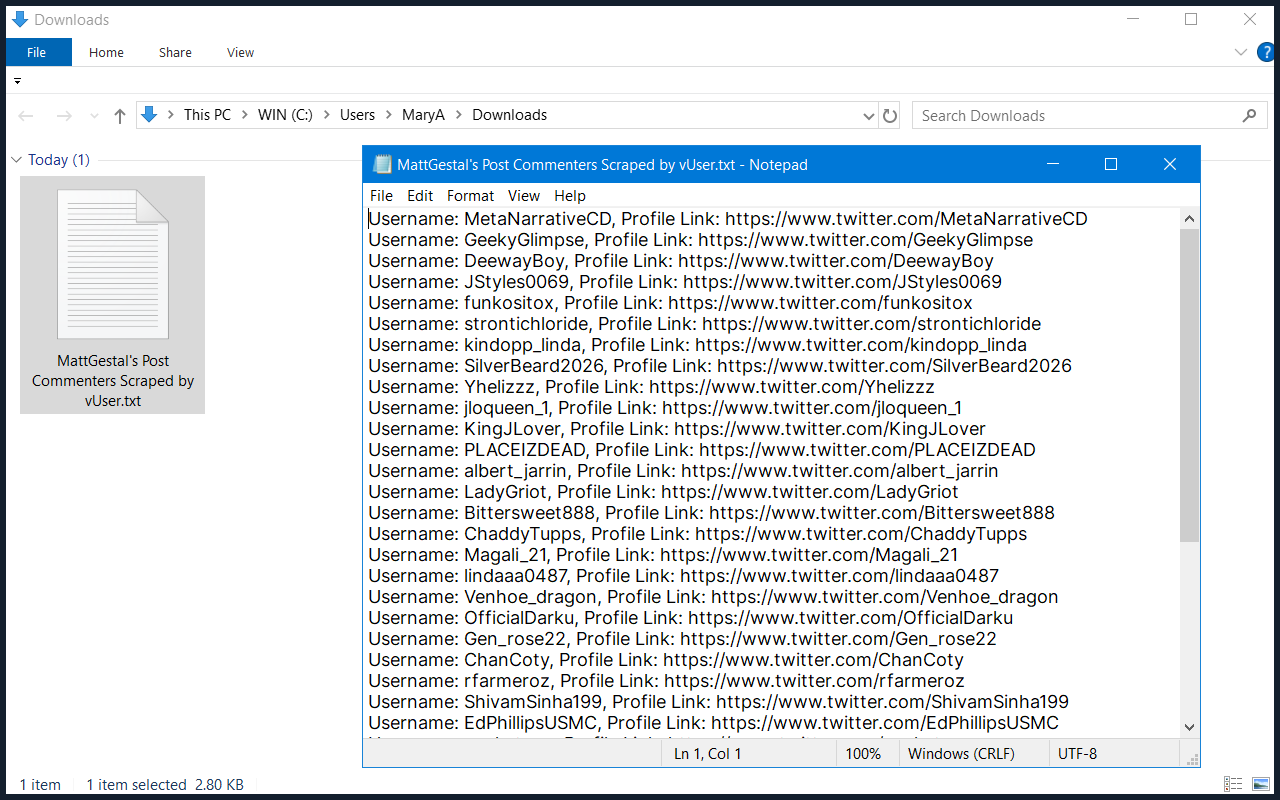 Downloads
File Home Share View
?
This PC > WIN (C:) > Users > MaryA > Downloads
Search Downloads
Today (1)
MattGestal's Post
Commenters Scraped by
vUser.txt
MattGestal's Post Commenters Scraped by vUser.txt - Notepad
File Edit Format View Help
Username: MetaNarrativeCD, Profile Link: https://www.twitter.com/MetaNarrativeCD
Username: GeekyGlimpse, Profile Link: https://www.twitter.com/GeekyGlimpse
Username: DeewayBoy, Profile Link: https://www.twitter.com/DeewayBoy
Username: JStyles0069, Profile Link: https://www.twitter.com/JStyles0069
Username: funkositox, Profile Link: https://www.twitter.com/funkositox
Username: strontichloride, Profile Link: https://www.twitter.com/strontichloride
Username: kindopp_linda, Profile Link: https://www.twitter.com/kindopp_linda
Username: SilverBeard2026, Profile Link: https://www.twitter.com/SilverBeard2026
Username: Yhelizzz, Profile Link: https://www.twitter.com/Yhelizzz
Username: jloqueen_1, Profile Link: https://www.twitter.com/jloqueen_1
Username: KingJLover, Profile Link: https://www.twitter.com/KingJLover
Username: PLACEIZDEAD, Profile Link: https://www.twitter.com/PLACEIZDEAD
Username: albert_jarrin, Profile Link: https://www.twitter.com/albert_jarrin
Username: LadyGriot, Profile Link: https://www.twitter.com/LadyGriot
Username: Bittersweet888, Profile Link: https://www.twitter.com/Bittersweet888
Username: ChaddyTupps, Profile Link: https://www.twitter.com/ChaddyTupps
Username: Magali_21, Profile Link: https://www.twitter.com/Magali_21
Username: lindaaa0487, Profile Link: https://www.twitter.com/lindaaa0487
Username: Venhoe_dragon, Profile Link: https://www.twitter.com/Venhoe_dragon
Username: OfficialDarku, Profile Link: https://www.twitter.com/OfficialDarku
Username: Gen_rose22, Profile Link: https://www.twitter.com/Gen_rose22
Username: ChanCoty, Profile Link: https://www.twitter.com/ChanCoty
Username: rfarmeroz, Profile Link: https://www.twitter.com/rfarmeroz
Username: ShivamSinha199, Profile Link: https://www.twitter.com/ShivamSinha199
Username: EdPhillipsUSMC, Profile Link: https://www.twitter.com/EdPhillipsUSMC
Ln 1, Col 1 100% Windows (CRLF) UTF-8
1 item 1 item selected 2.80 KB